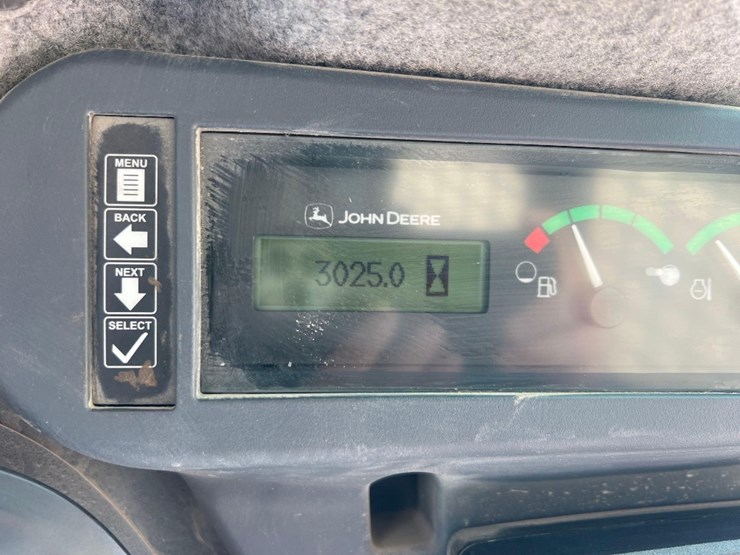 MENU
BACK
NEXT
SELECT
JOHN DEERE
3025.0